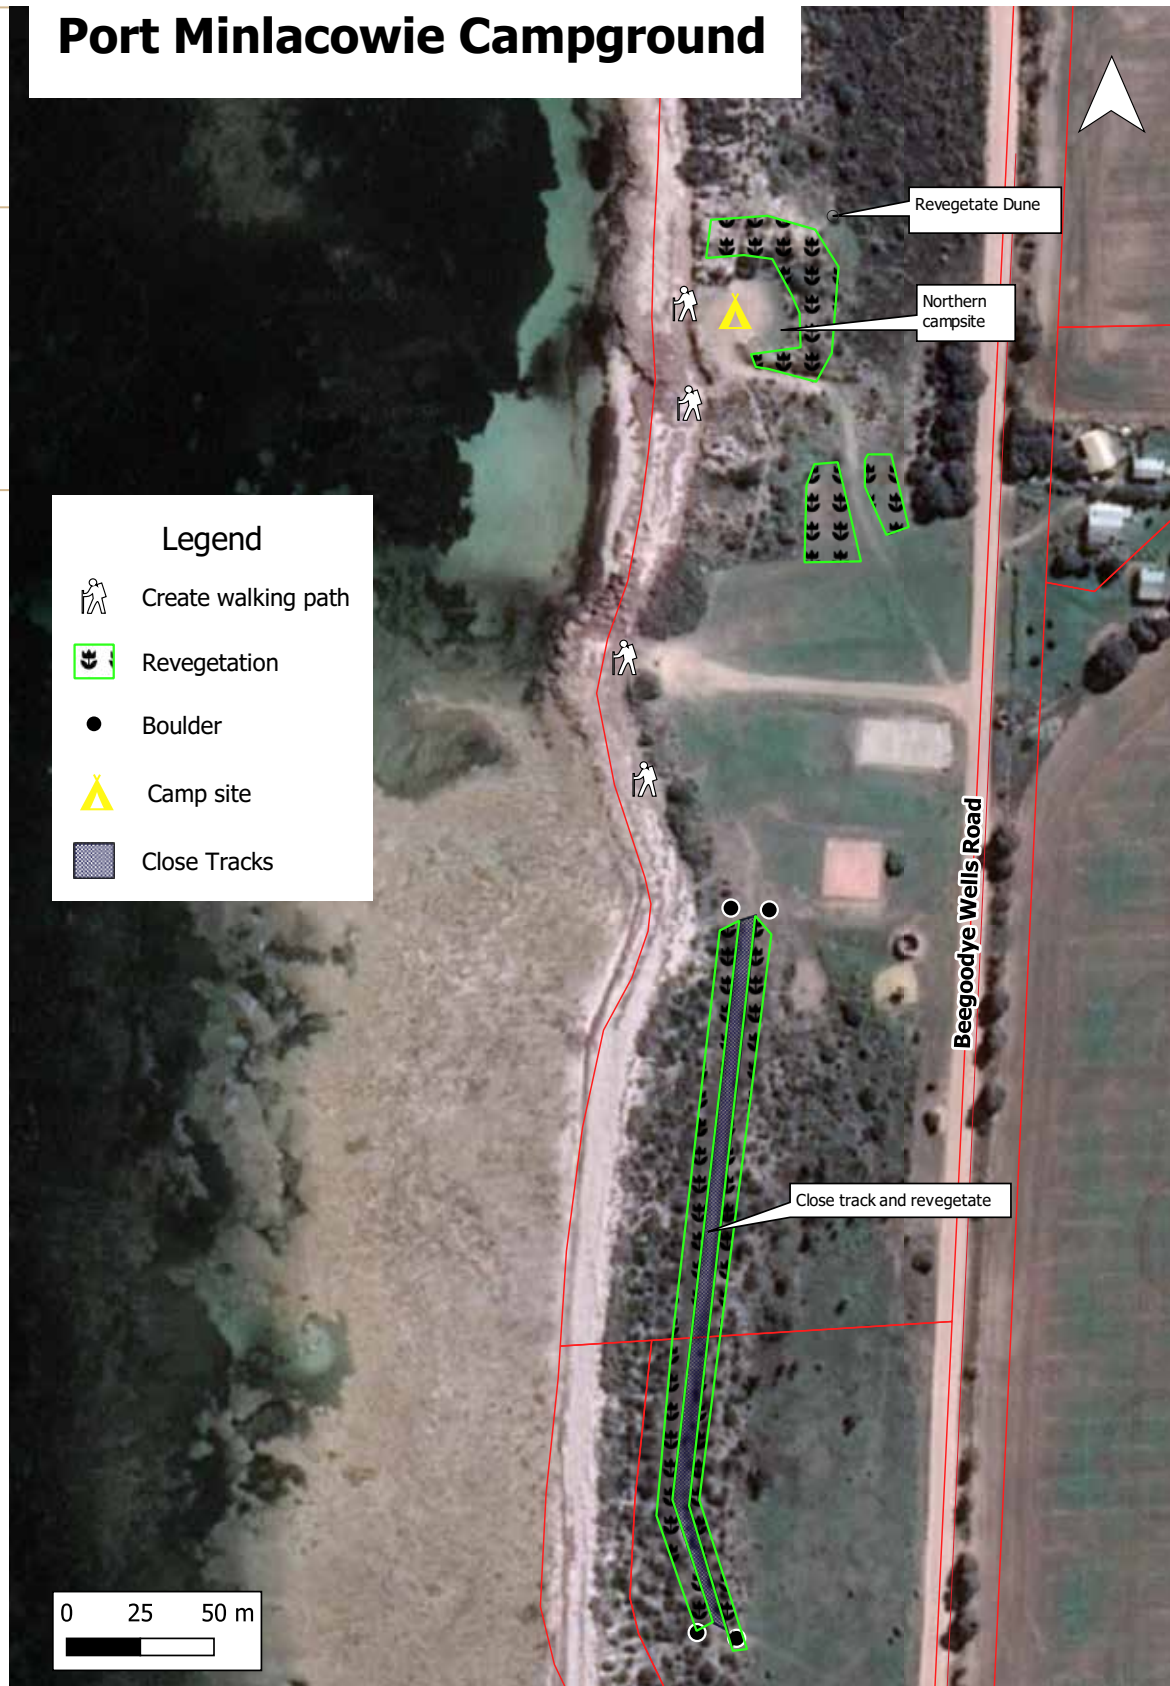 Port Minlacowie Campground
Revegetate Dune
Northern
campsite
Legend
Create walking path
Revegetation
Boulder
Camp site
Close Tracks
Beegoodye Wells Road
Close track and revegetate
0 25 50 m